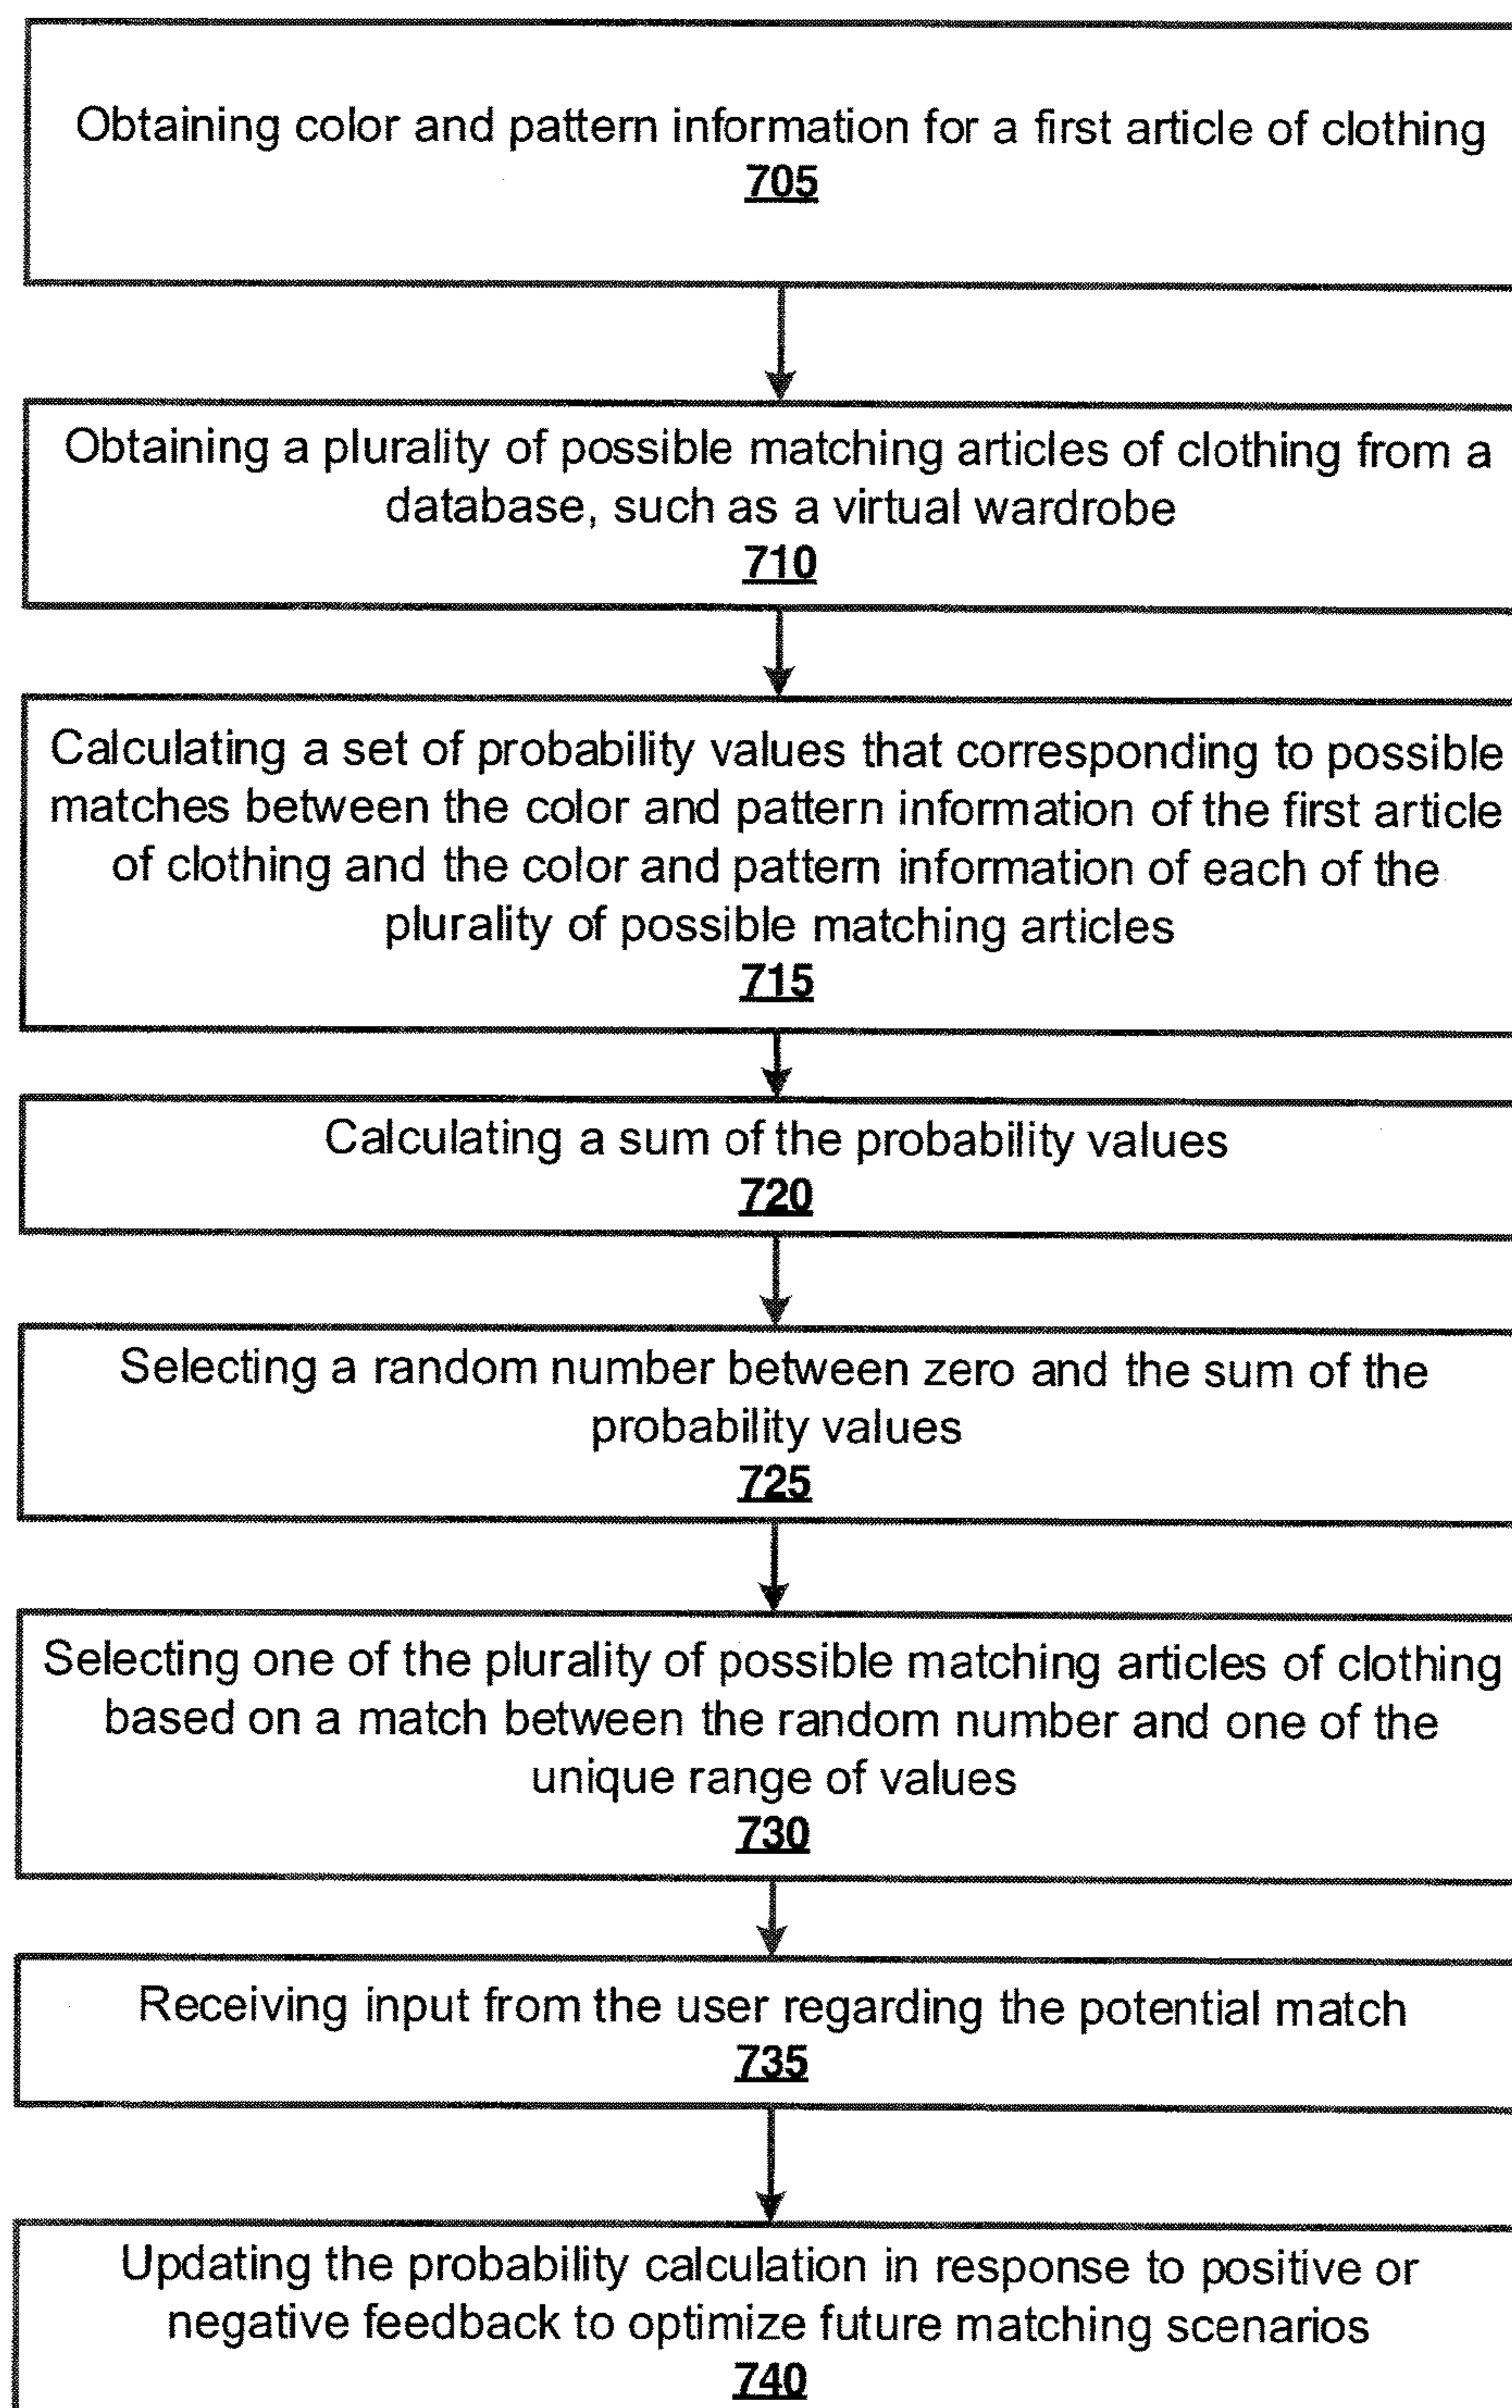 Obtaining color and pattern information for a first article of clothing
705
Obtaining a plurality of possible matching articles of clothing from a
database, such as a virtual wardrobe
710
Calculating a set of probability values that corresponding to possible
matches between the color and pattern information of the first article
of clothing and the color and pattern information of each of the
plurality of possible matching articles
715
Calculating a sum of the probability values
720
Selecting a random number between zero and the sum of the
probability values
725
Selecting one of the plurality of possible matching articles of clothing
based on a match between the random number and one of the
unique range of values
730
Receiving input from the user regarding the potential match
735
Updating the probability calculation in response to positive or
negative feedback to optimize future matching scenarios
740